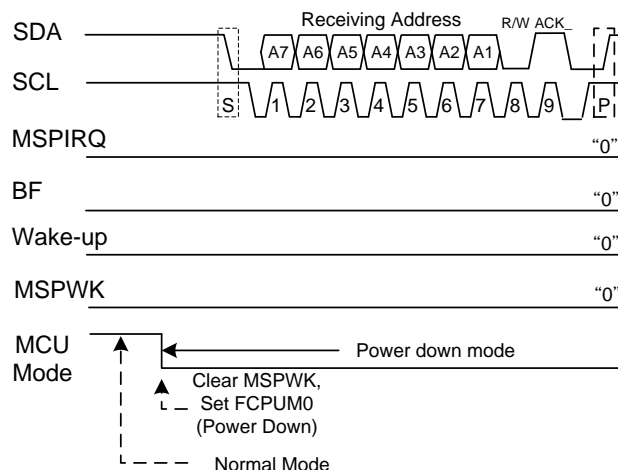 Receiving Address
SDA A7 A6 A5 A4 A3 A2 A1 R/W ACK_
SCL S 1 2 3 4 5 6 7 8 9 P
MSPIRQ “0”
BF “0”
Wake-up “0”
MSPWK “0”
MCU Mode
Power down mode
Clear MSPWK,
Set FCPUM0
(Power Down)
Normal Mode